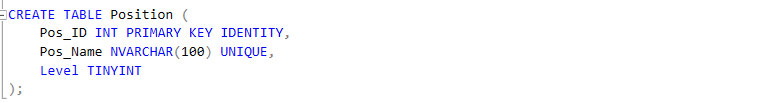 CREATE TABLE Position (
    Pos_ID INT PRIMARY KEY IDENTITY,
    Pos_Name NVARCHAR(100) UNIQUE,
    Level TINYINT
);